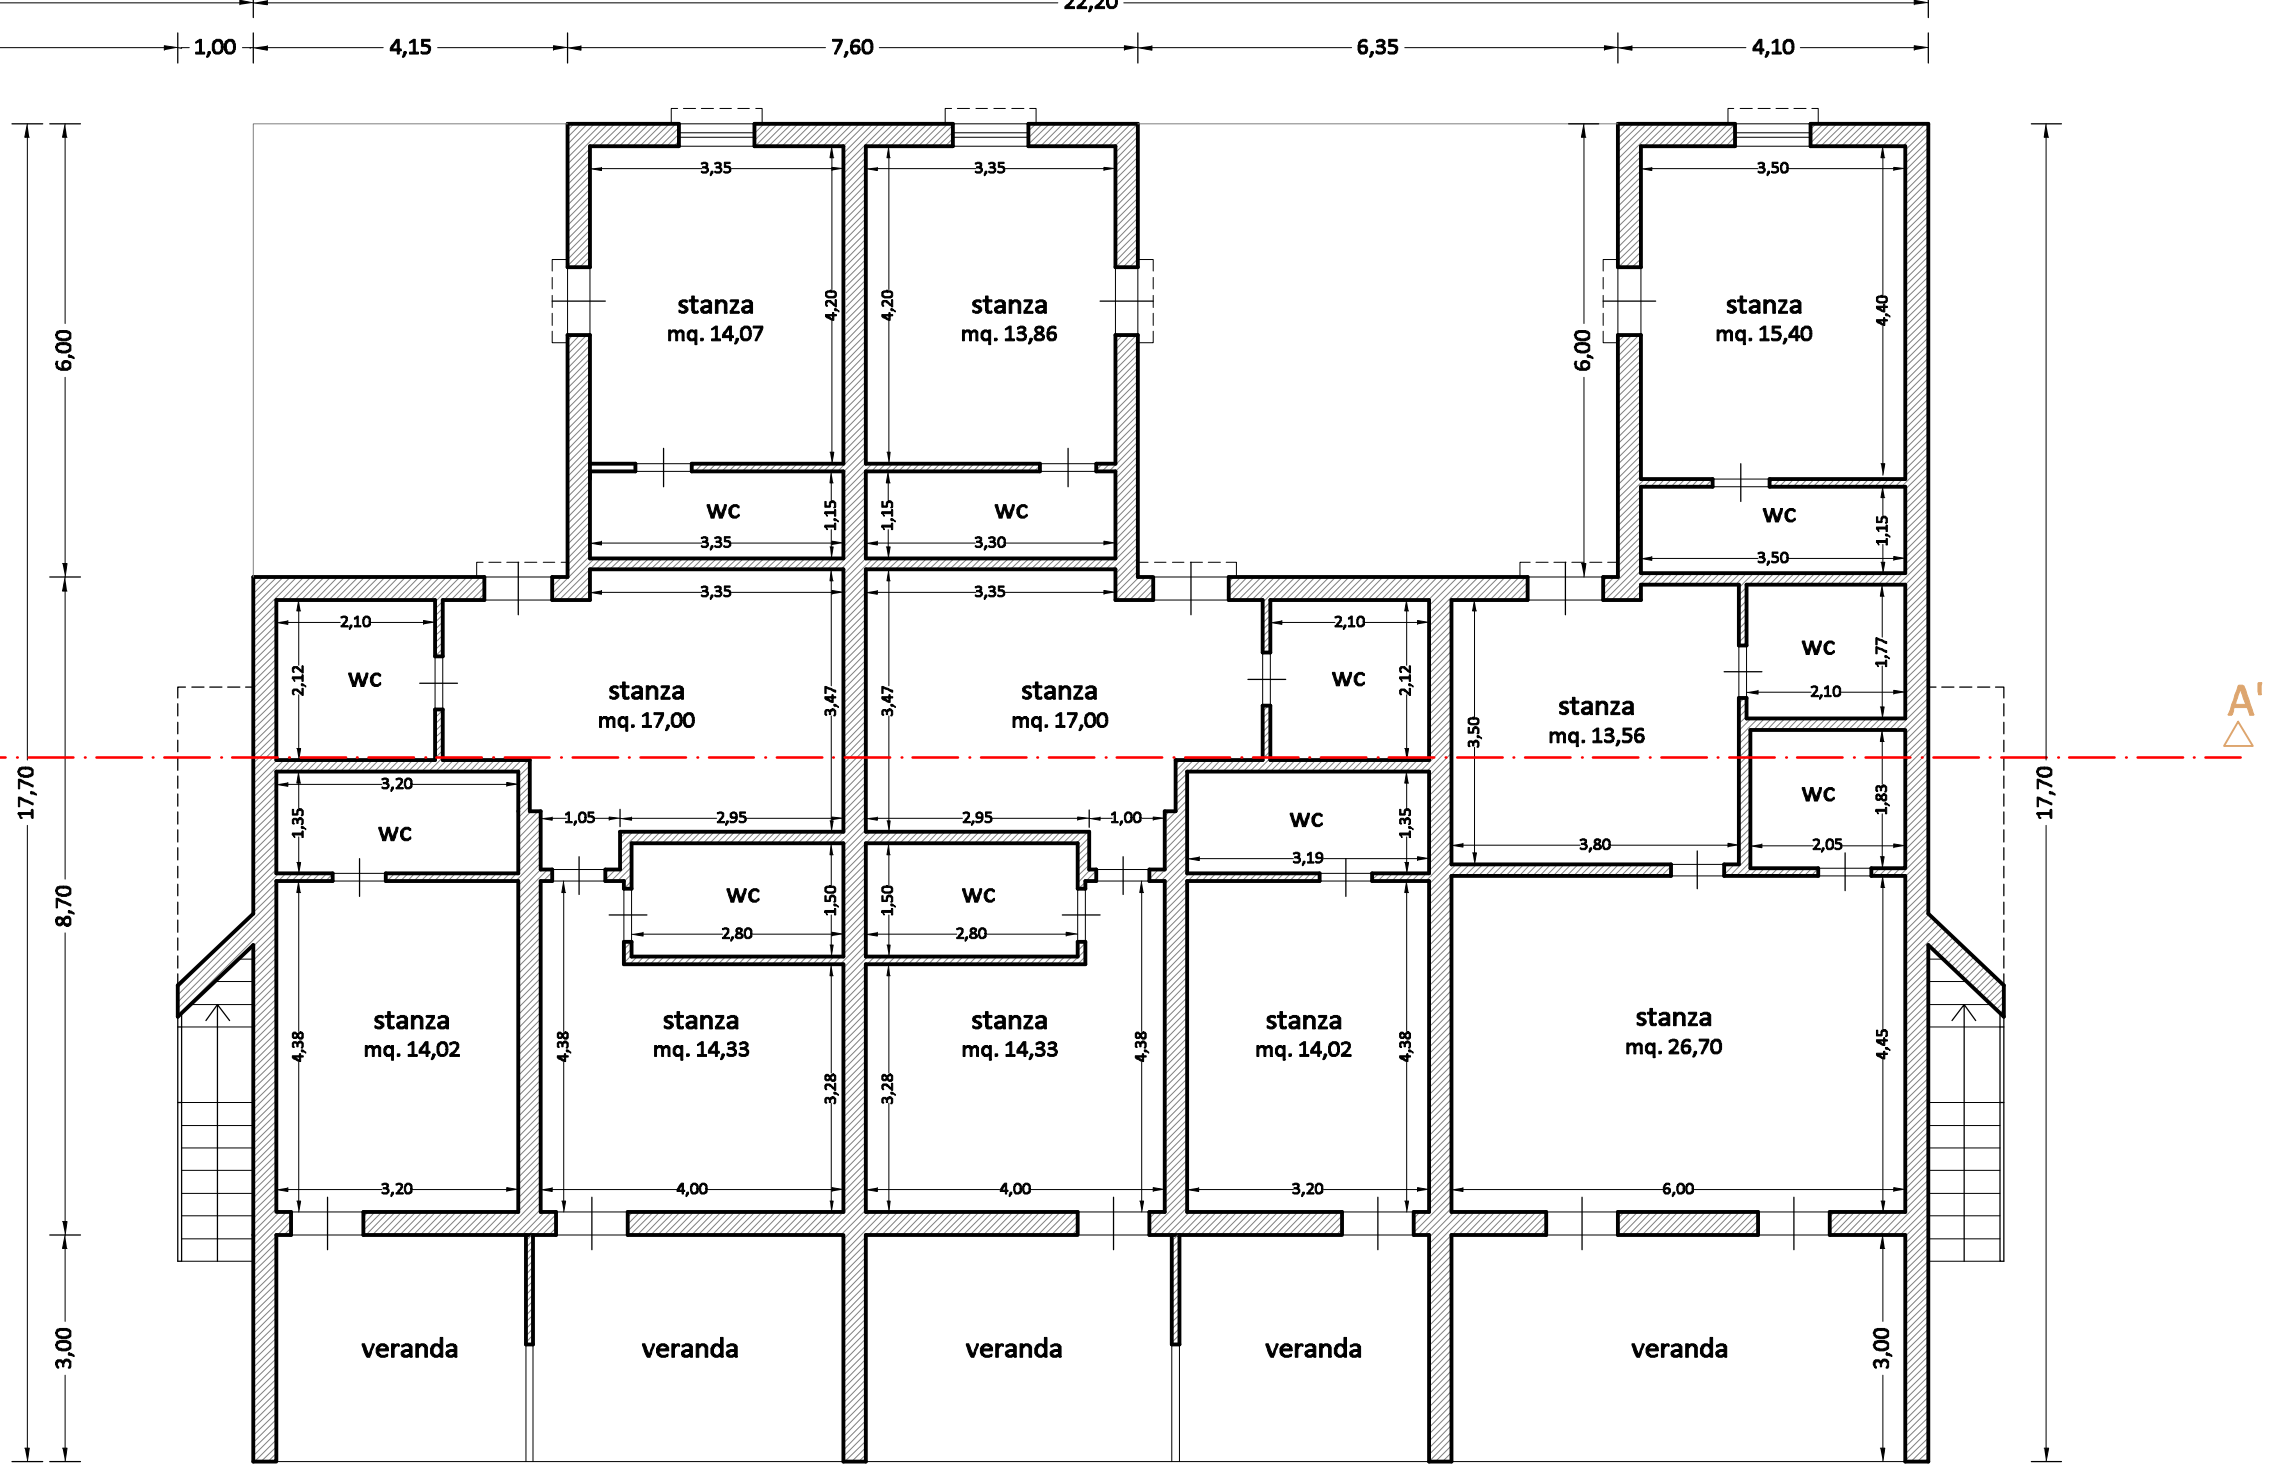 22,20
1,00
4,15
7,60
6,35
4,10
3,35
3,35
3,50
4,20
4,20
4,40
stanza
mq. 14,07
stanza
mq. 13,86
stanza
mq. 15,40
6,00
6,00
wc
1,15
3,35
wc
1,15
3,30
wc
1,15
3,50
2,10
3,35
3,35
2,10
2,12
wc
stanza
mq. 17,00
3,47
3,47
stanza
mq. 17,00
wc
2,12
3,50
stanza
mq. 13,56
wc
1,77
2,10
A'
17,70
17,70
3,20
1,35
wc
1,05
2,95
2,95
1,00
wc
1,35
3,19
3,80
wc
1,83
2,05
8,70
wc
1,50
2,80
wc
1,50
2,80
stanza
mq. 14,02
stanza
mq. 14,33
stanza
mq. 14,33
stanza
mq. 14,02
stanza
mq. 26,70
4,38
4,38
3,28
3,28
4,38
4,38
4,45
3,20
4,00
4,00
3,20
6,00
3,00
veranda
veranda
veranda
veranda
veranda
3,00